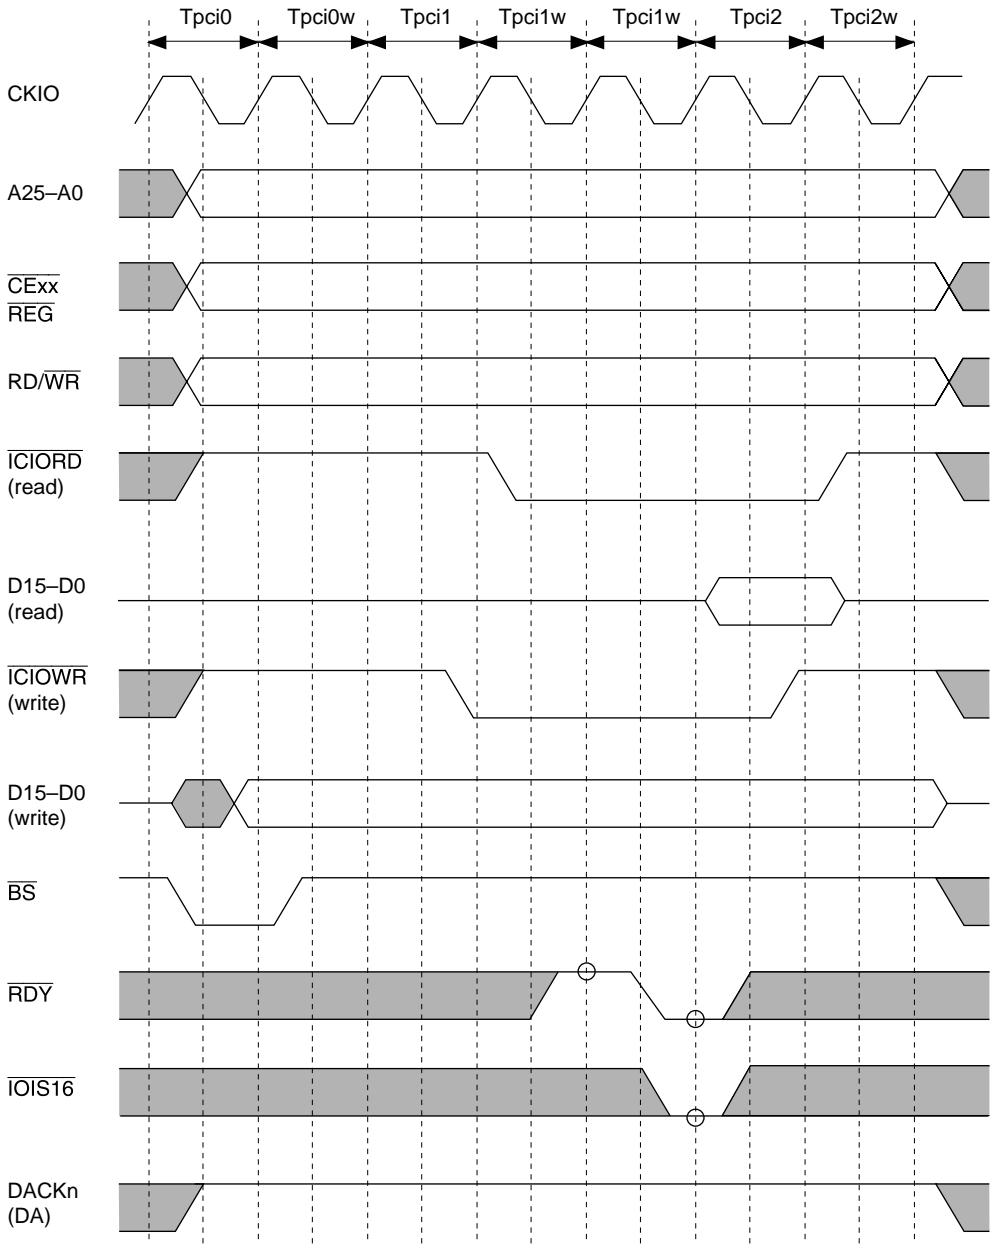 Tpci0 Tpci0w Tpci1 Tpci1w Tpci1w Tpci2 Tpci2w
CKIO
A25–A0
CExx
REG
RD/WR
ICIORD
(read)
D15–D0
(read)
ICIOWR
(write)
D15–D0
(write)
BS
RDY
IOIS16
DACKn
(DA)